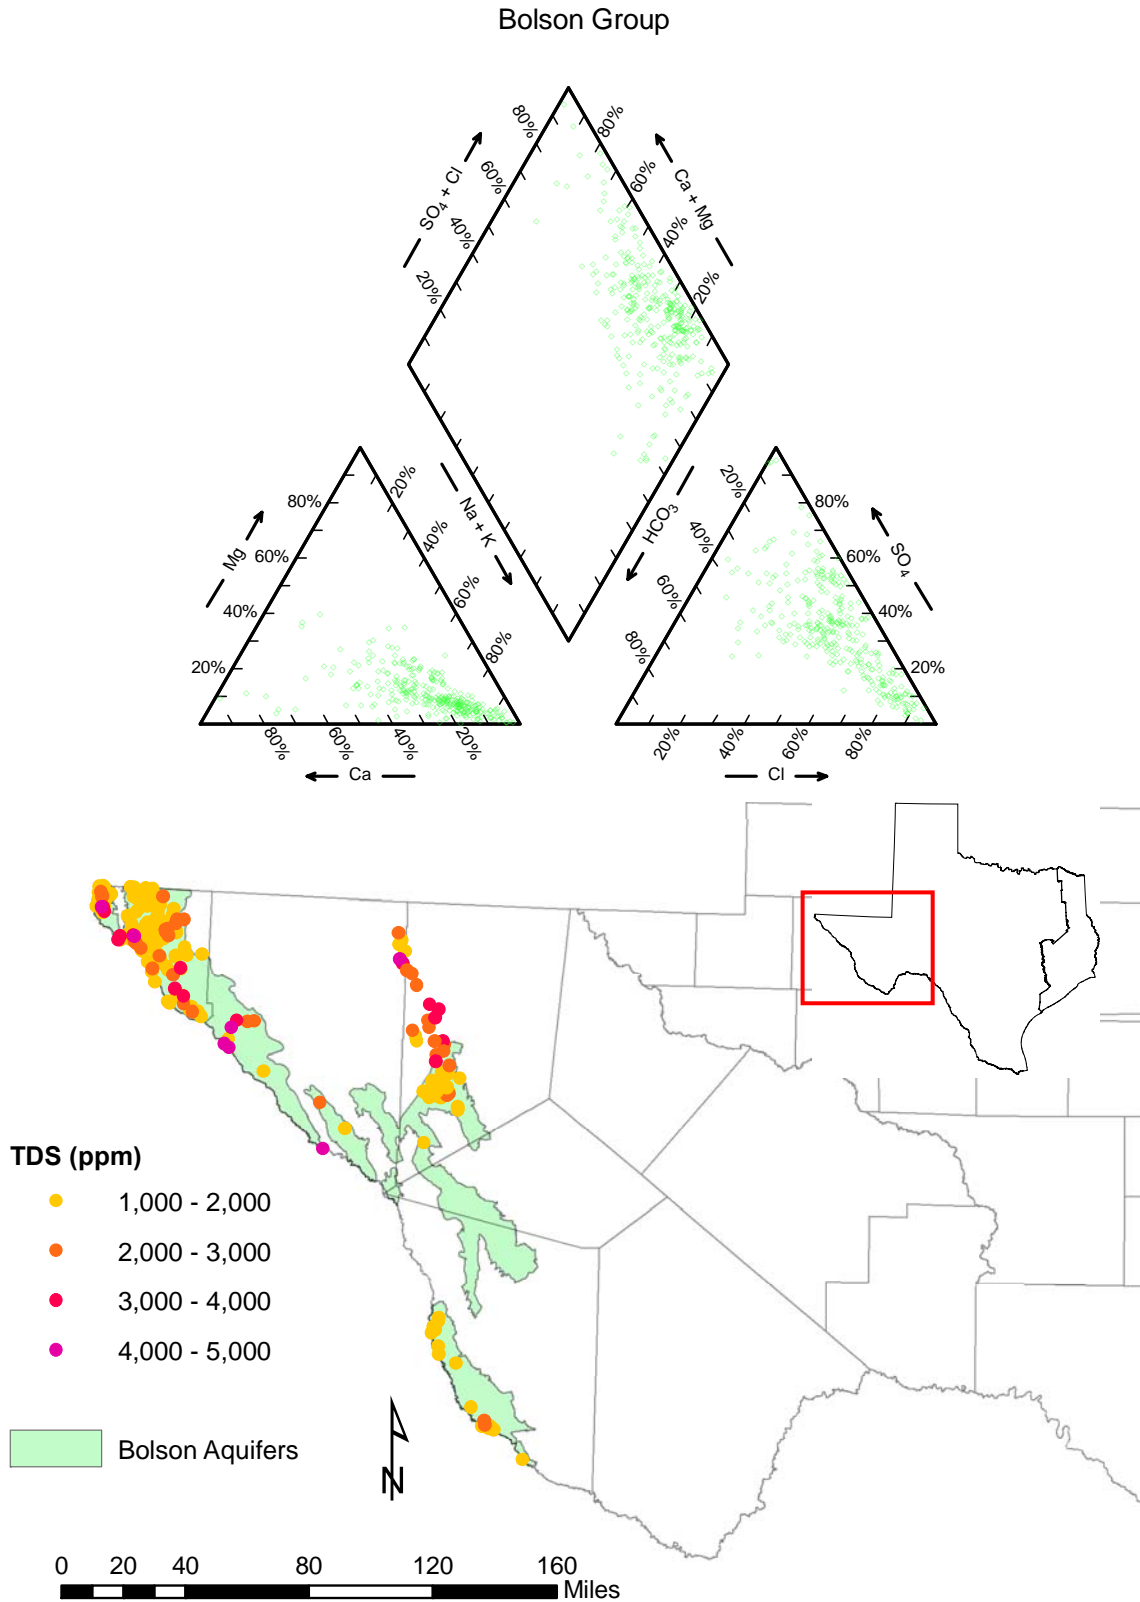 Bolson Group
80%
80%
SO4 + Cl
Ca + Mg
60%
60%
40%
40%
20%
20%
Na + K
HCO3
20%
20%
80%
80%
Mg
SO4
40%
40%
60%
60%
60%
60%
40%
40%
80%
80%
20%
20%
80%
60%
40%
20%
20%
40%
60%
80%
Ca
Cl
TDS (ppm)
1,000 - 2,000
2,000 - 3,000
3,000 - 4,000
4,000 - 5,000
Bolson Aquifers
N
0 20 40 80 120 160
Miles